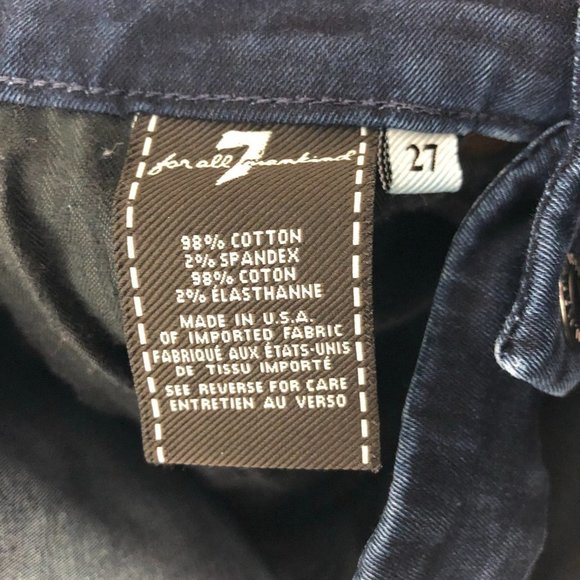 7
for all mankind
27
98% COTTON
2% SPANDEX
98% COTON
2% ÉLASTHANNE
MADE IN U.S.A.
OF IMPORTED FABRIC
FABRIQUÉ AUX ÉTATS-UNIS
DE TISSU IMPORTÉ
SEE REVERSE FOR CARE
ENTRETIEN AU VERSO